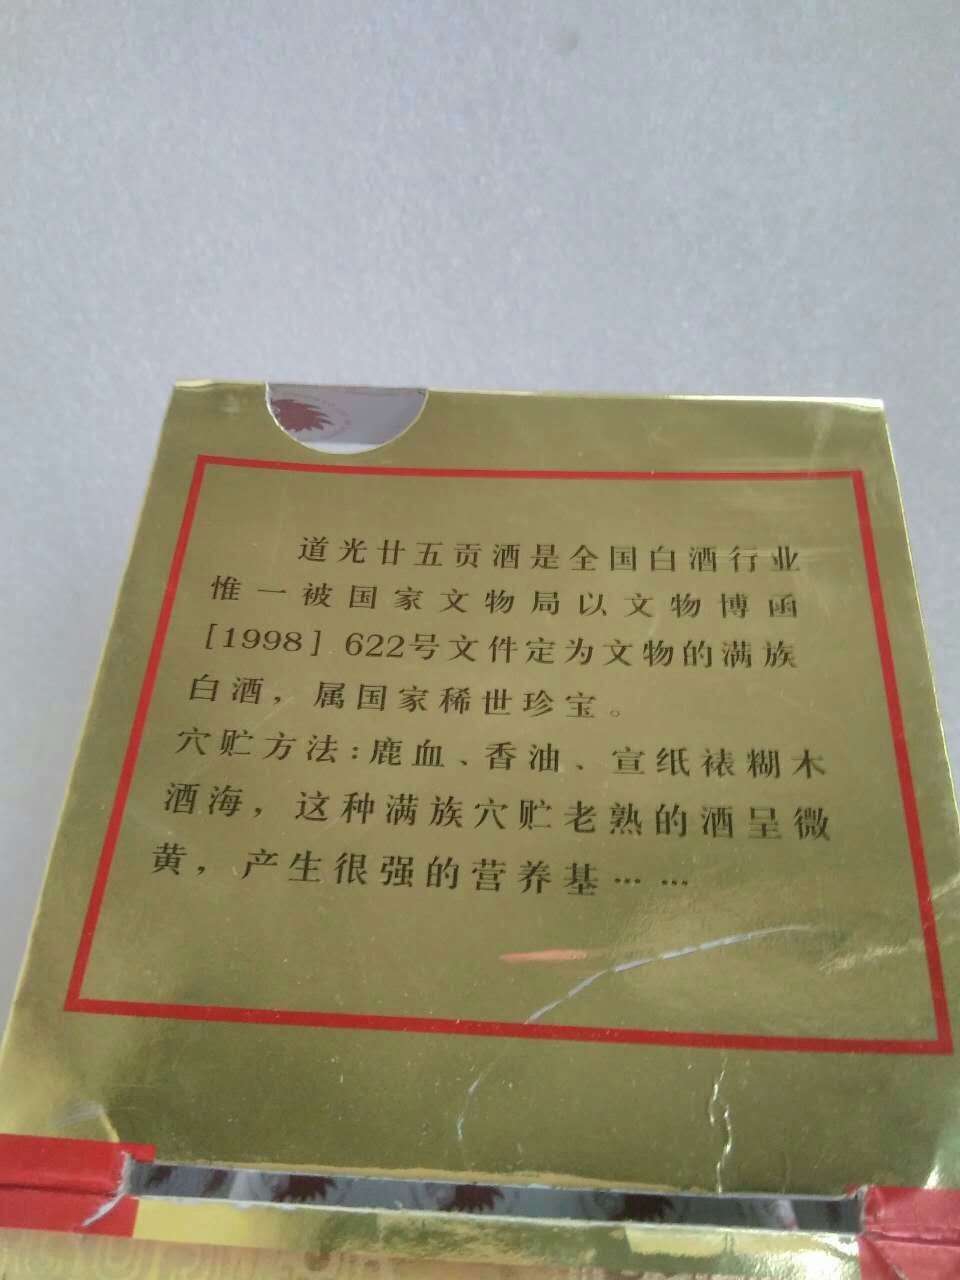 道光廿五贡酒是全国白酒行业
惟一被国家文物局以文物博函
[1998] 622号文件定为文物的满族
白酒，属国家稀世珍宝。
穴贮方法：鹿血、香油、宣纸裱糊木
酒海，这种满族穴贮老熟的酒呈微
黄，产生很强的营养基……